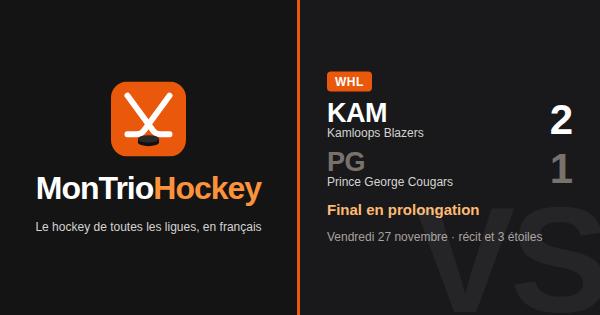 MonTrioHockey
Le hockey de toutes les ligues, en français
WHL
KAM 2
Kamloops Blazers
PG 1
Prince George Cougars
Final en prolongation
Vendredi 27 novembre · récit et 3 étoiles
VS